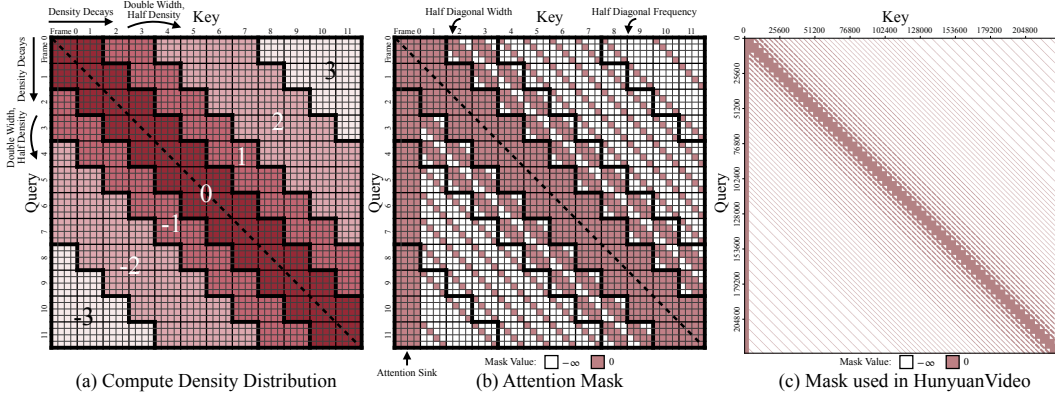 Density Decays
Double Width,
Half Density
Key
Frame 0 1 2 3 4 5 6 7 8 9 10 11
Density Decays
Double Width,
Half Density
Query
Frame 0
1
2
3
4
5
6
7
8
9
10
11
3
2
1
0
-1
-2
-3
(a) Compute Density Distribution
Half Diagonal Width
Key
Half Diagonal Frequency
Frame 0 1 2 3 4 5 6 7 8 9 10 11
Query
Frame 0
1
2
3
4
5
6
7
8
9
10
11
Attention Sink
Mask Value: −∞ 0
(b) Attention Mask
Key
0 25600 51200 76800 102400 128000 153600 179200 204800
Query
0
25600
51200
76800
102400
128000
153600
179200
204800
Mask Value: −∞ 0
(c) Mask used in HunyuanVideo